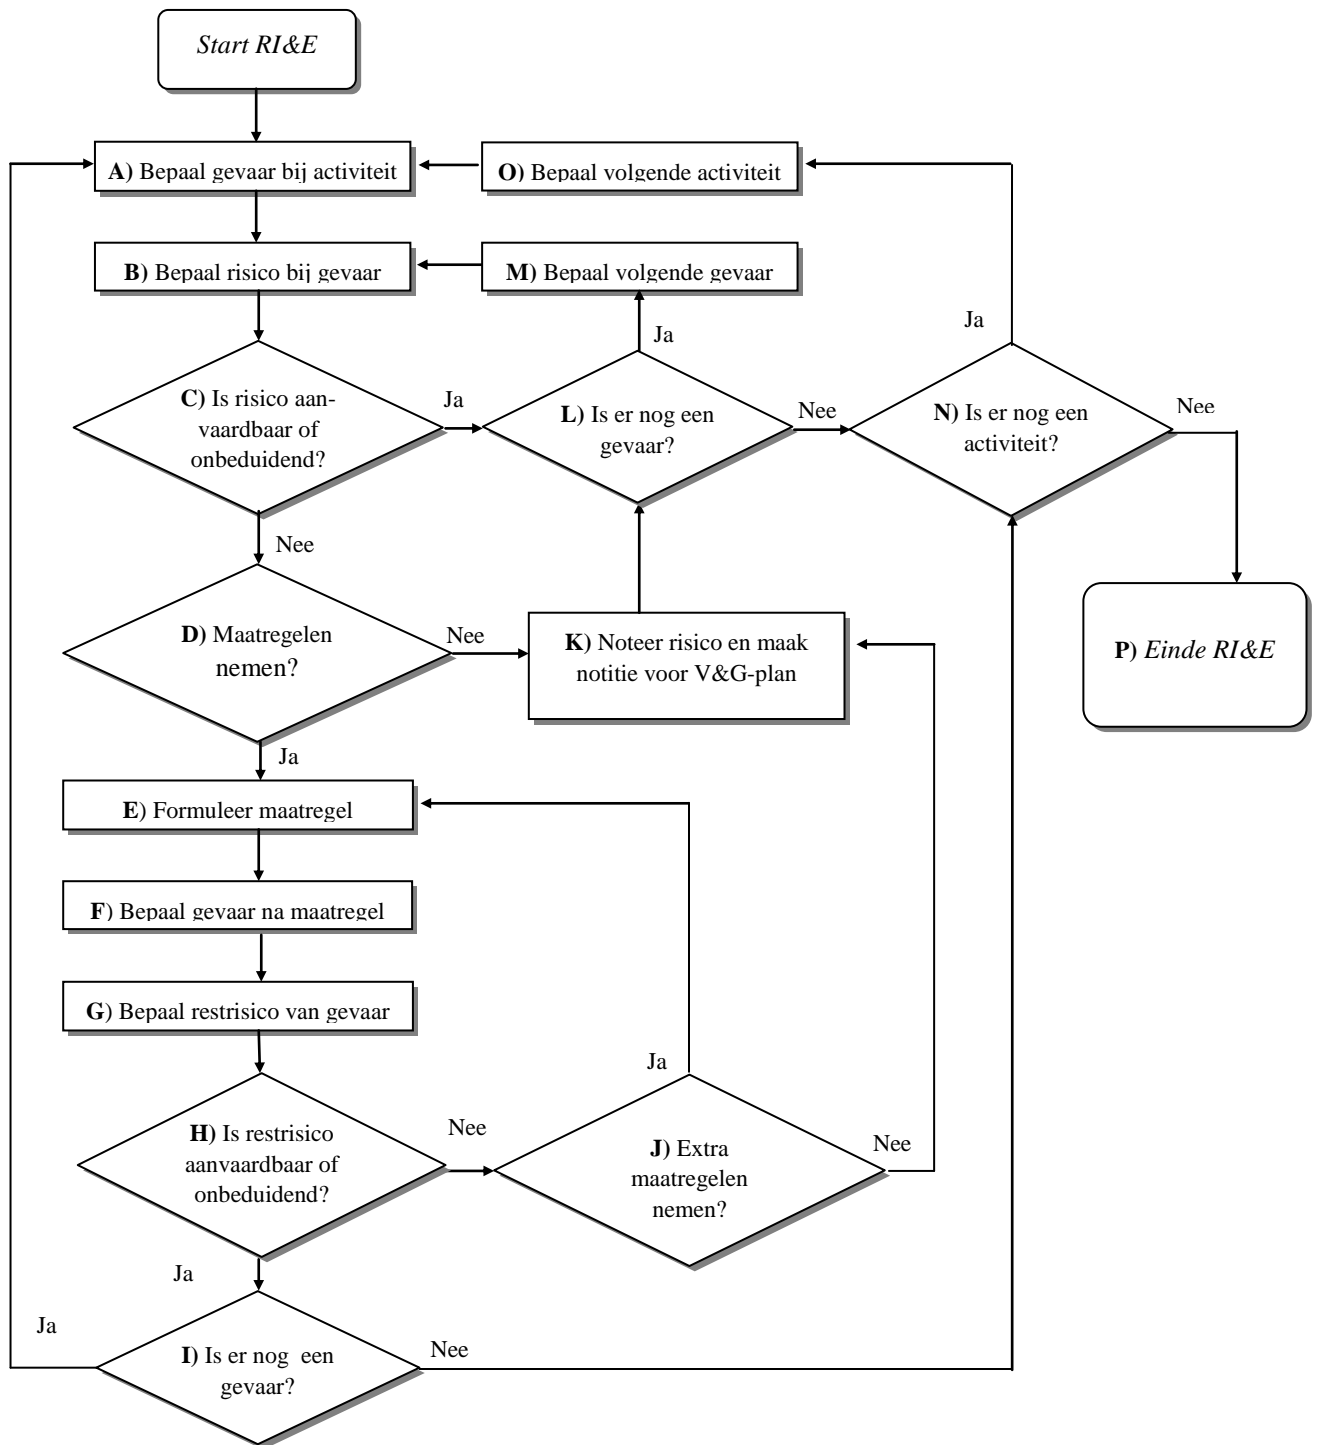 Start RI&E
A) Bepaal gevaar bij activiteit
O) Bepaal volgende activiteit
B) Bepaal risico bij gevaar
M) Bepaal volgende gevaar
Ja
Ja
C) Is risico aan-
vaardbaar of
onbeduidend?
Ja
L) Is er nog een
gevaar?
Nee
N) Is er nog een
activiteit?
Nee
Nee
D) Maatregelen
nemen?
Nee
K) Noteer risico en maak
notitie voor V&G-plan
P) Einde RI&E
Ja
E) Formuleer maatregel
F) Bepaal gevaar na maatregel
G) Bepaal restrisico van gevaar
Ja
H) Is restrisico
aanvaardbaar of
onbeduidend?
Nee
J) Extra
maatregelen
nemen?
Nee
Ja
Ja
I) Is er nog  een
gevaar?
Nee